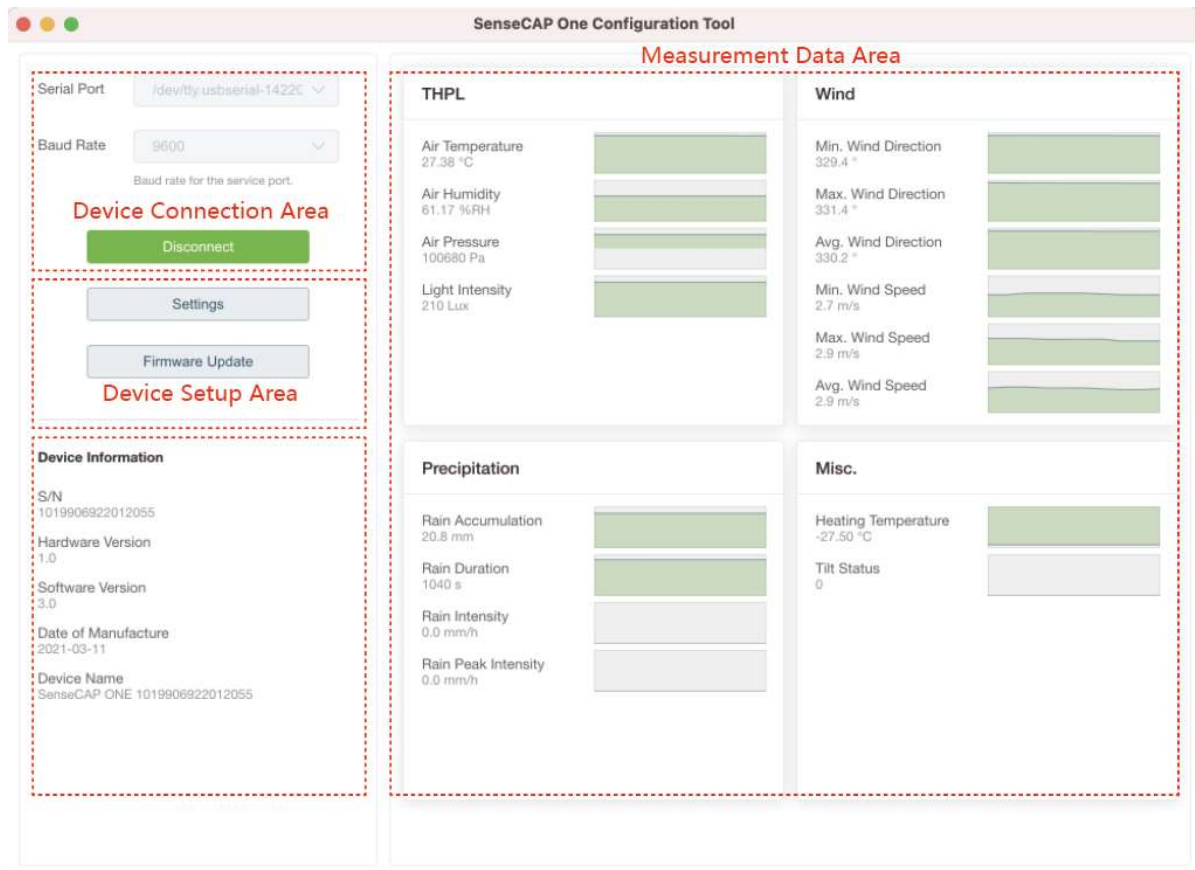 SenseCAP One Configuration Tool
Measurement Data Area
Serial Port
/dev/tty.usbserial-1422
Baud Rate
9600
Baud rate for the service port.
Device Connection Area
Disconnect
Settings
Firmware Update
Device Setup Area
Device Information
S/N
1019906922012055
Hardware Version
1.0
Software Version
3.0
Date of Manufacture
2021-03-11
Device Name
SenseCAP ONE 1019906922012055
THPL
Air Temperature
27.38 °C
Air Humidity
61.17 %RH
Air Pressure
100680 Pa
Light Intensity
210 Lux
Wind
Min. Wind Direction
329.4 °
Max. Wind Direction
331.4 °
Avg. Wind Direction
330.2 °
Min. Wind Speed
2.7 m/s
Max. Wind Speed
2.9 m/s
Avg. Wind Speed
2.9 m/s
Precipitation
Rain Accumulation
20.8 mm
Rain Duration
1040 s
Rain Intensity
0.0 mm/h
Rain Peak Intensity
0.0 mm/h
Misc.
Heating Temperature
-27.50 °C
Tilt Status
0